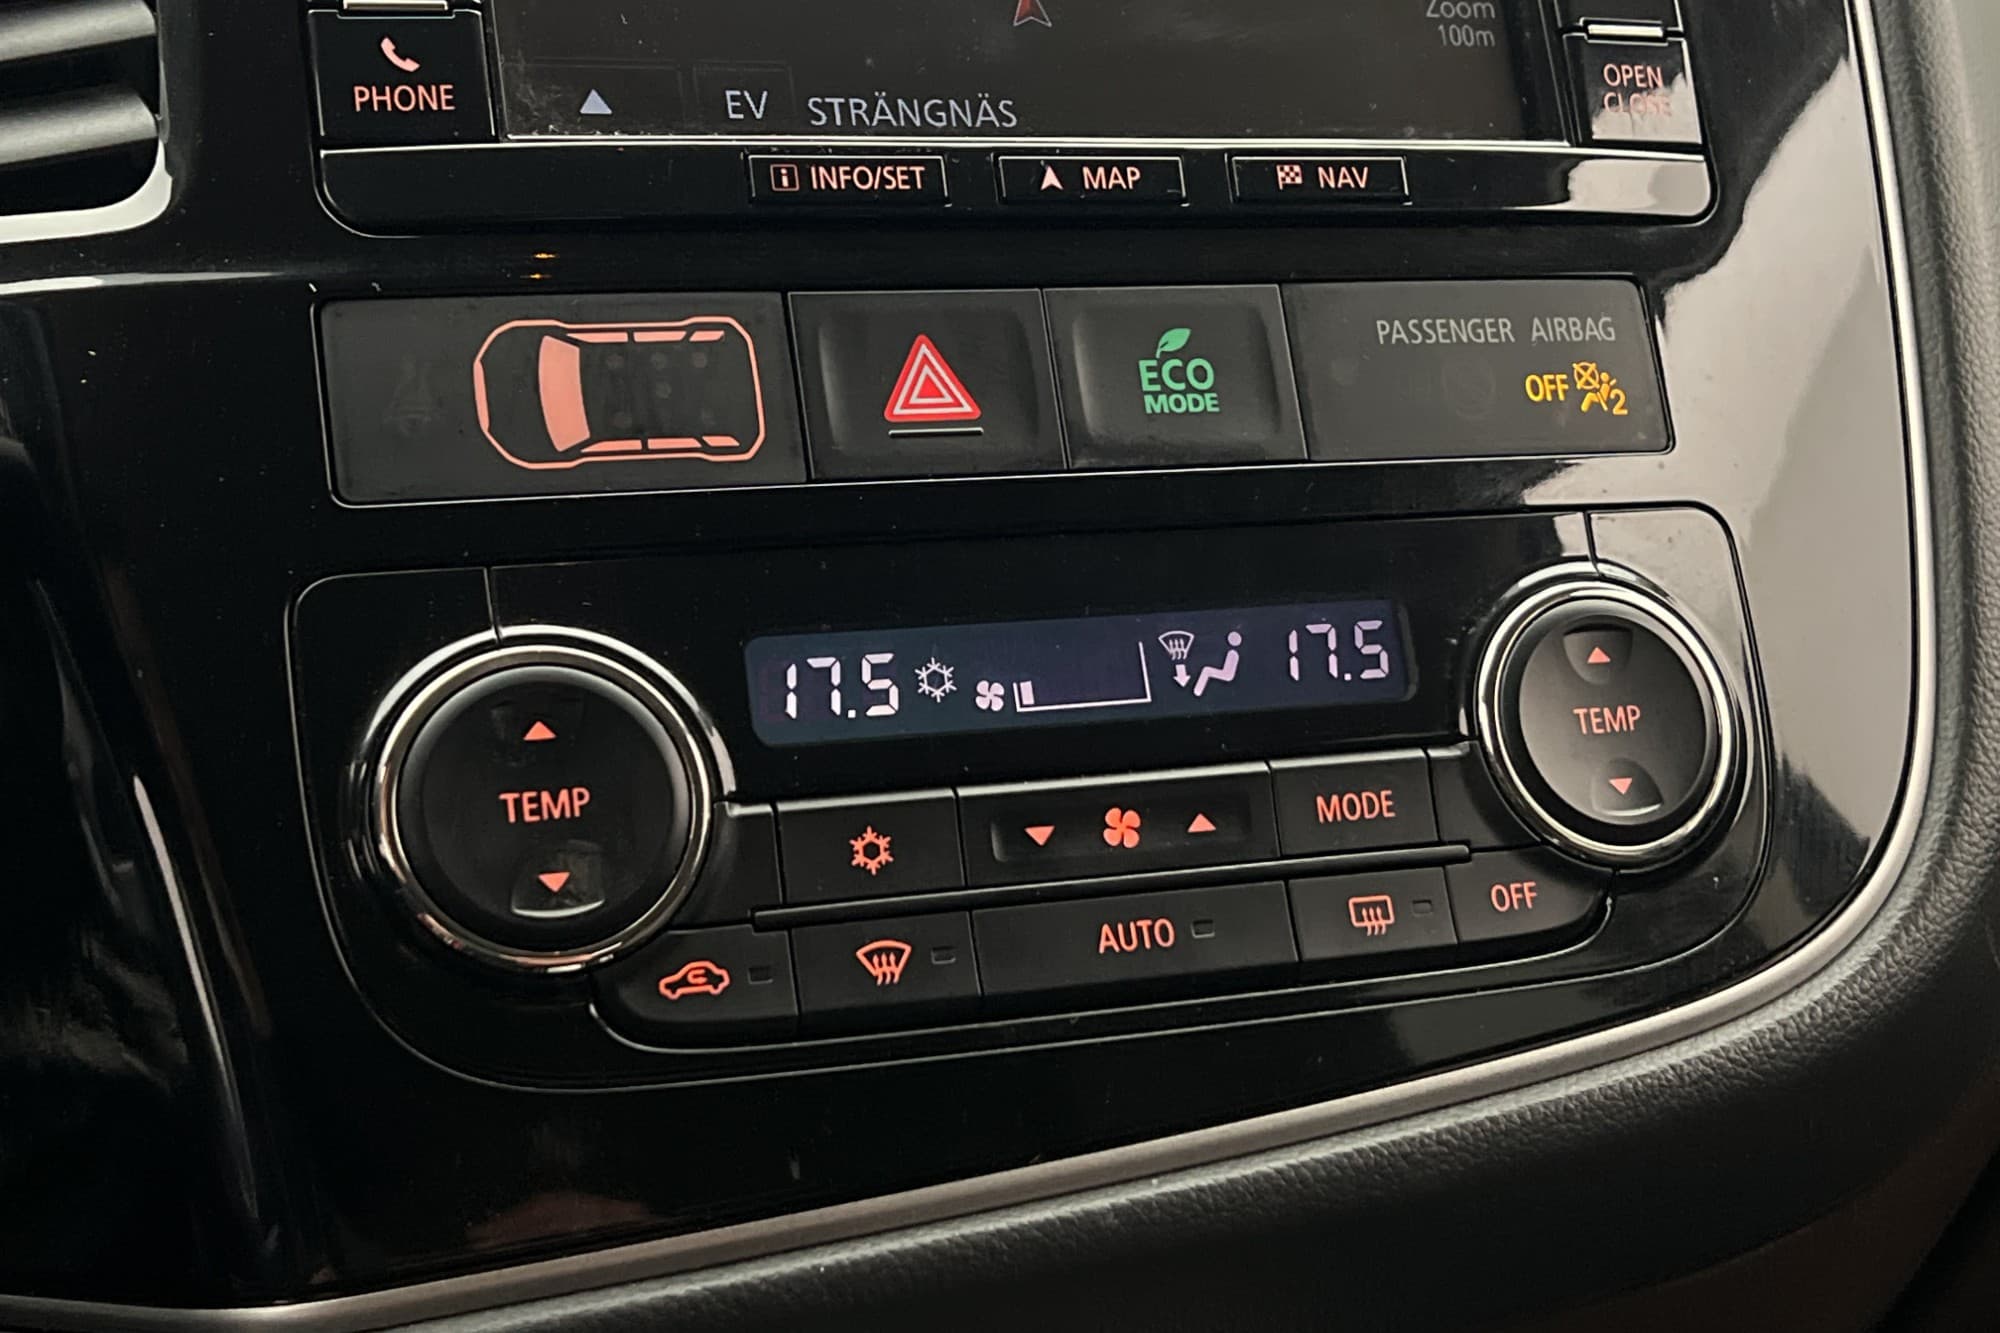 Zoom
100m
PHONE
OPEN
CLOSE
EV STRÄNGNÄS
INFO/SET
MAP
NAV
PASSENGER AIRBAG
OFF 2
ECO
MODE
17.5
17.5
TEMP
TEMP
MODE
AUTO
OFF